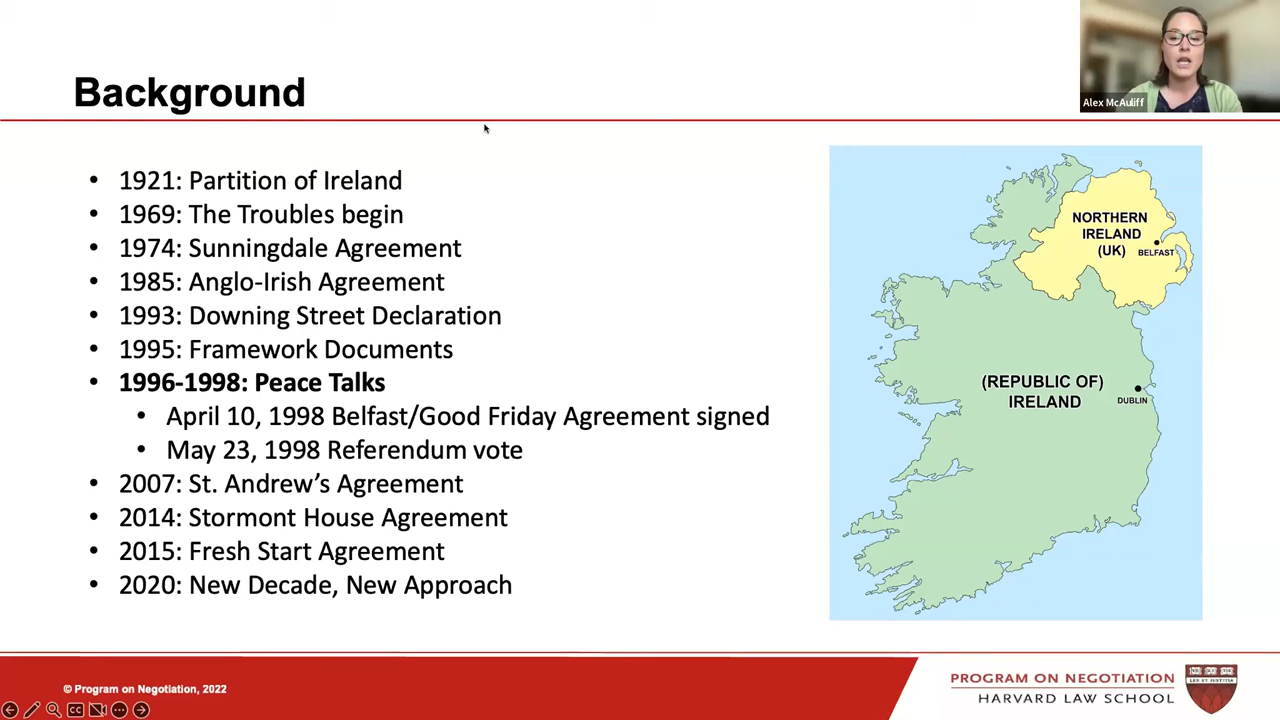 Background
Alex McAuliff
• 1921: Partition of Ireland
• 1969: The Troubles begin
• 1974: Sunningdale Agreement
• 1985: Anglo-Irish Agreement
• 1993: Downing Street Declaration
• 1995: Framework Documents
• 1996-1998: Peace Talks
• April 10, 1998 Belfast/Good Friday Agreement signed
• May 23, 1998 Referendum vote
• 2007: St. Andrew’s Agreement
• 2014: Stormont House Agreement
• 2015: Fresh Start Agreement
• 2020: New Decade, New Approach
NORTHERN
IRELAND
(UK)
BELFAST
(REPUBLIC OF)
IRELAND
DUBLIN
© Program on Negotiation, 2022
CC
PROGRAM ON NEGOTIATION
HARVARD LAW SCHOOL